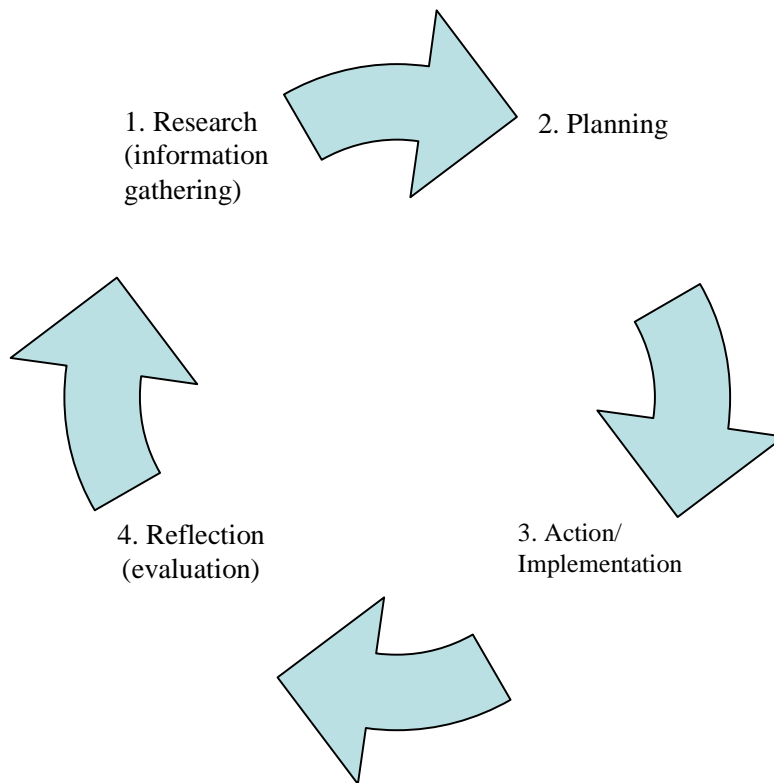 1. Research
(information
gathering)
2. Planning
3. Action/
Implementation
4. Reflection
(evaluation)